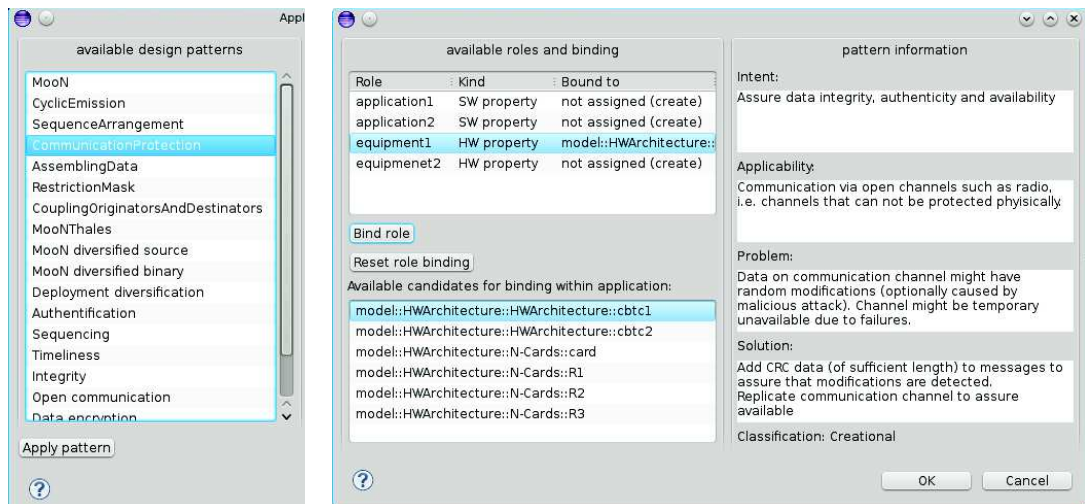 Appl
available design patterns
MooN
CyclicEmission
SequenceArrangement
CommunicationProtection
AssemblingData
RestrictionMask
CouplingOriginatorsAndDestinators
MooNThales
MooN diversified source
MooN diversified binary
Deployment diversification
Authentification
Sequencing
Timeliness
Integrity
Open communication
Data encryption
Apply pattern
?
available roles and binding
Role Kind Bound to
application1 SW property not assigned (create)
application2 SW property not assigned (create)
equipment1 HW property model::HWArchitecture::
equipmenet2 HW property not assigned (create)
Bind role
Reset role binding
Available candidates for binding within application:
model::HWArchitecture::HWArchitecture::cbtc1
model::HWArchitecture::HWArchitecture::cbtc2
model::HWArchitecture::N-Cards::card
model::HWArchitecture::N-Cards::R1
model::HWArchitecture::N-Cards::R2
model::HWArchitecture::N-Cards::R3
?
pattern information
Intent:
Assure data integrity, authenticity and availability
Applicability:
Communication via open channels such as radio,
i.e. channels that can not be protected phyisically.
Problem:
Data on communication channel might have
random modifications (optionally caused by
malicious attack). Channel might be temporary
unavailable due to failures.
Solution:
Add CRC data (of sufficient length) to messages to
assure that modifications are detected.
Replicate communication channel to assure
available
Classification: Creational
OK Cancel